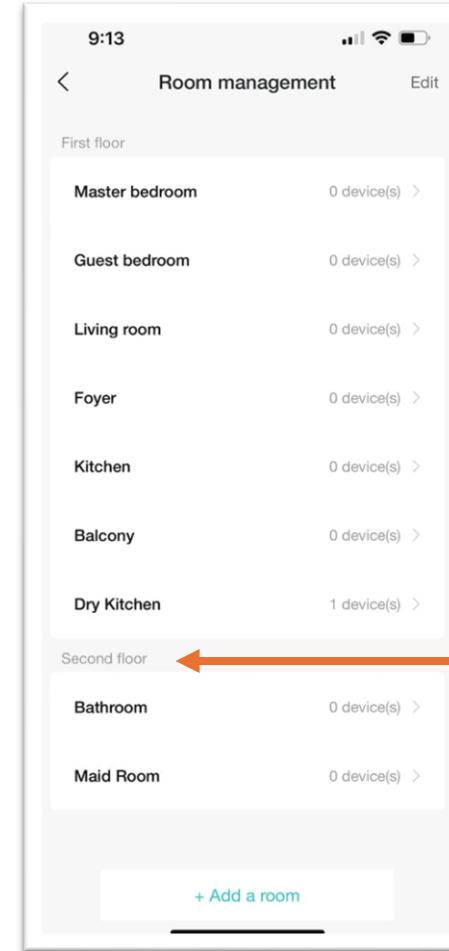 9:13
Room management Edit
First floor
Master bedroom 0 device(s)
Guest bedroom 0 device(s)
Living room 0 device(s)
Foyer 0 device(s)
Kitchen 0 device(s)
Balcony 0 device(s)
Dry Kitchen 1 device(s)
Second floor
Bathroom 0 device(s)
Maid Room 0 device(s)
+ Add a room